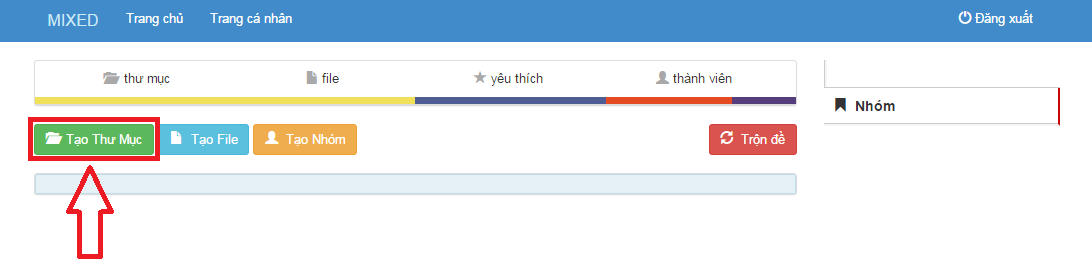 MIXED Trang chủ Trang cá nhân Đăng xuất
thư mục file yêu thích thành viên
Nhóm
Tạo Thư Mục Tạo File Tạo Nhóm Trộn đề